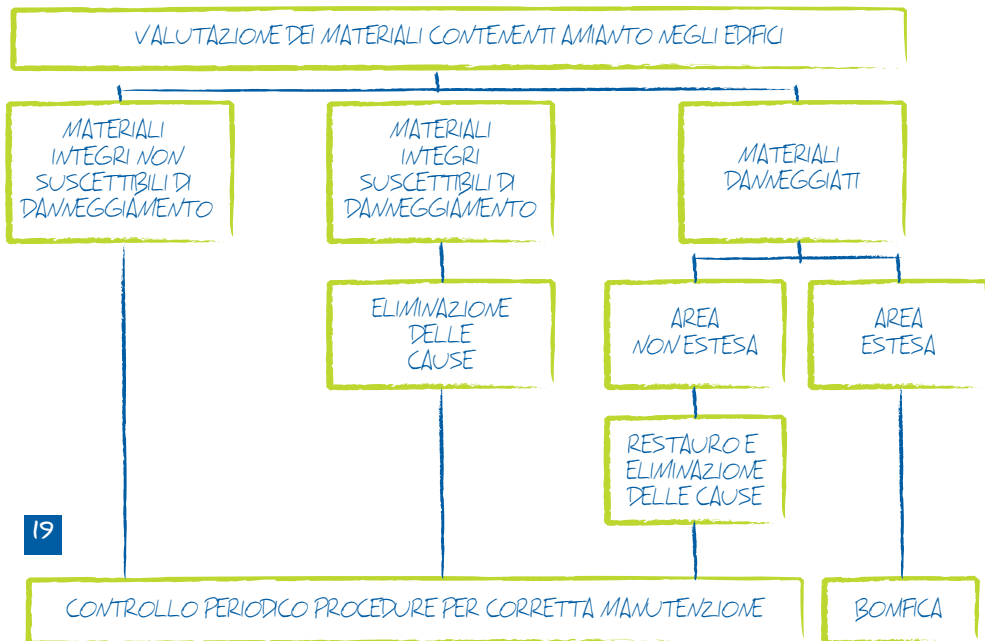 VALUTAZIONE DEI MATERIALI CONTENENTI AMIANTO NEGLI EDIFICI
MATERIALI
INTEGRI NON
SUSCETTIBILI DI
DANNEGGIAMENTO
MATERIALI
INTEGRI
SUSCETTIBILI DI
DANNEGGIAMENTO
MATERIALI
DANNEGGIATI
ELIMINAZIONE
DELLE
CAUSE
AREA
NON ESTESA
AREA
ESTESA
RESTAURO E
ELIMINAZIONE
DELLE CAUSE
19
CONTROLLO PERIODICO PROCEDURE PER CORRETTA MANUTENZIONE
BOMFICA